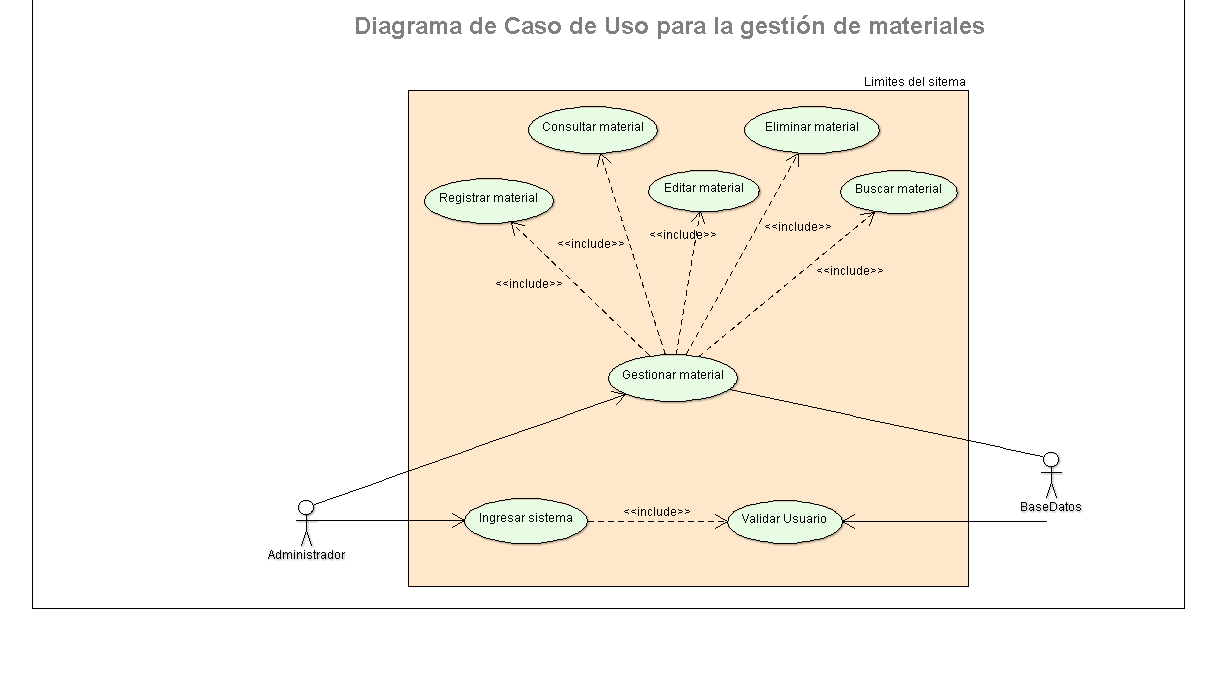 Diagrama de Caso de Uso para la gestión de materiales
Limites del sitema
Consultar material
Eliminar material
Registrar material
Editar material
Buscar material
<<include>>
<<include>>
<<include>>
<<include>>
<<include>>
Gestionar material
Ingresar sistema
<<include>>
Validar Usuario
BaseDatos
Administrador